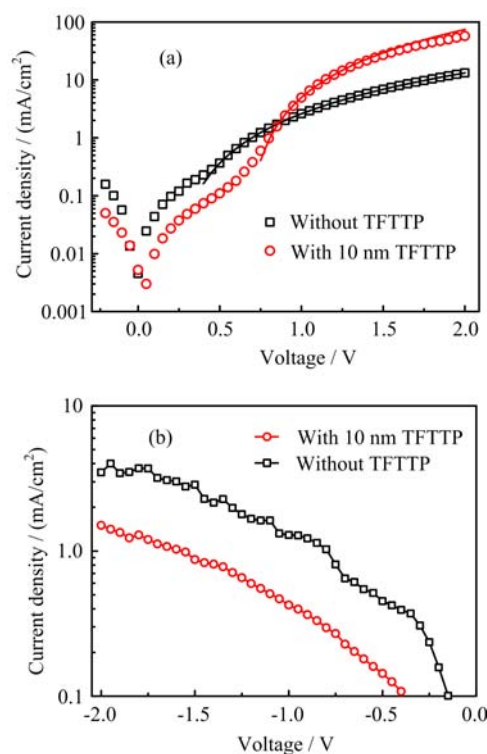 100
(a)
10
1
0.1
0.01
0.001
Current density / (mA/cm²)
Without TFTTP
With 10 nm TFTTP
0.0 0.5 1.0 1.5 2.0
Voltage / V
10
(b)
With 10 nm TFTTP
Without TFTTP
1.0
0.1
Current density / (mA/cm²)
-2.0 -1.5 -1.0 -0.5 0.0
Voltage / V